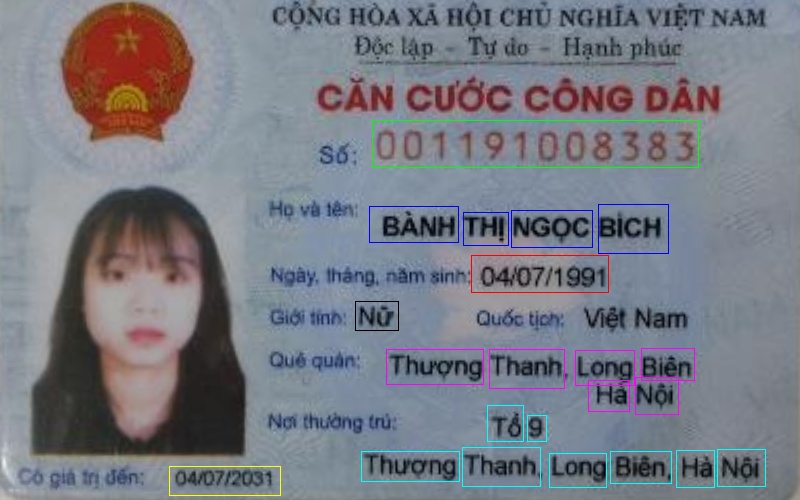 CỘNG HÒA XÃ HỘI CHỦ NGHĨA VIỆT NAM
Độc lập - Tự do - Hạnh phúc
CĂN CƯỚC CÔNG DÂN
Số: 001191008383
Họ và tên: BÀNH THỊ NGỌC BÍCH
Ngày, tháng, năm sinh: 04/07/1991
Giới tính: Nữ Quốc tịch: Việt Nam
Quê quán: Thượng Thanh, Long Biên
Hà Nội
Nơi thường trú: Tổ 9
Thượng Thanh, Long Biên, Hà Nội
Có giá trị đến: 04/07/2031